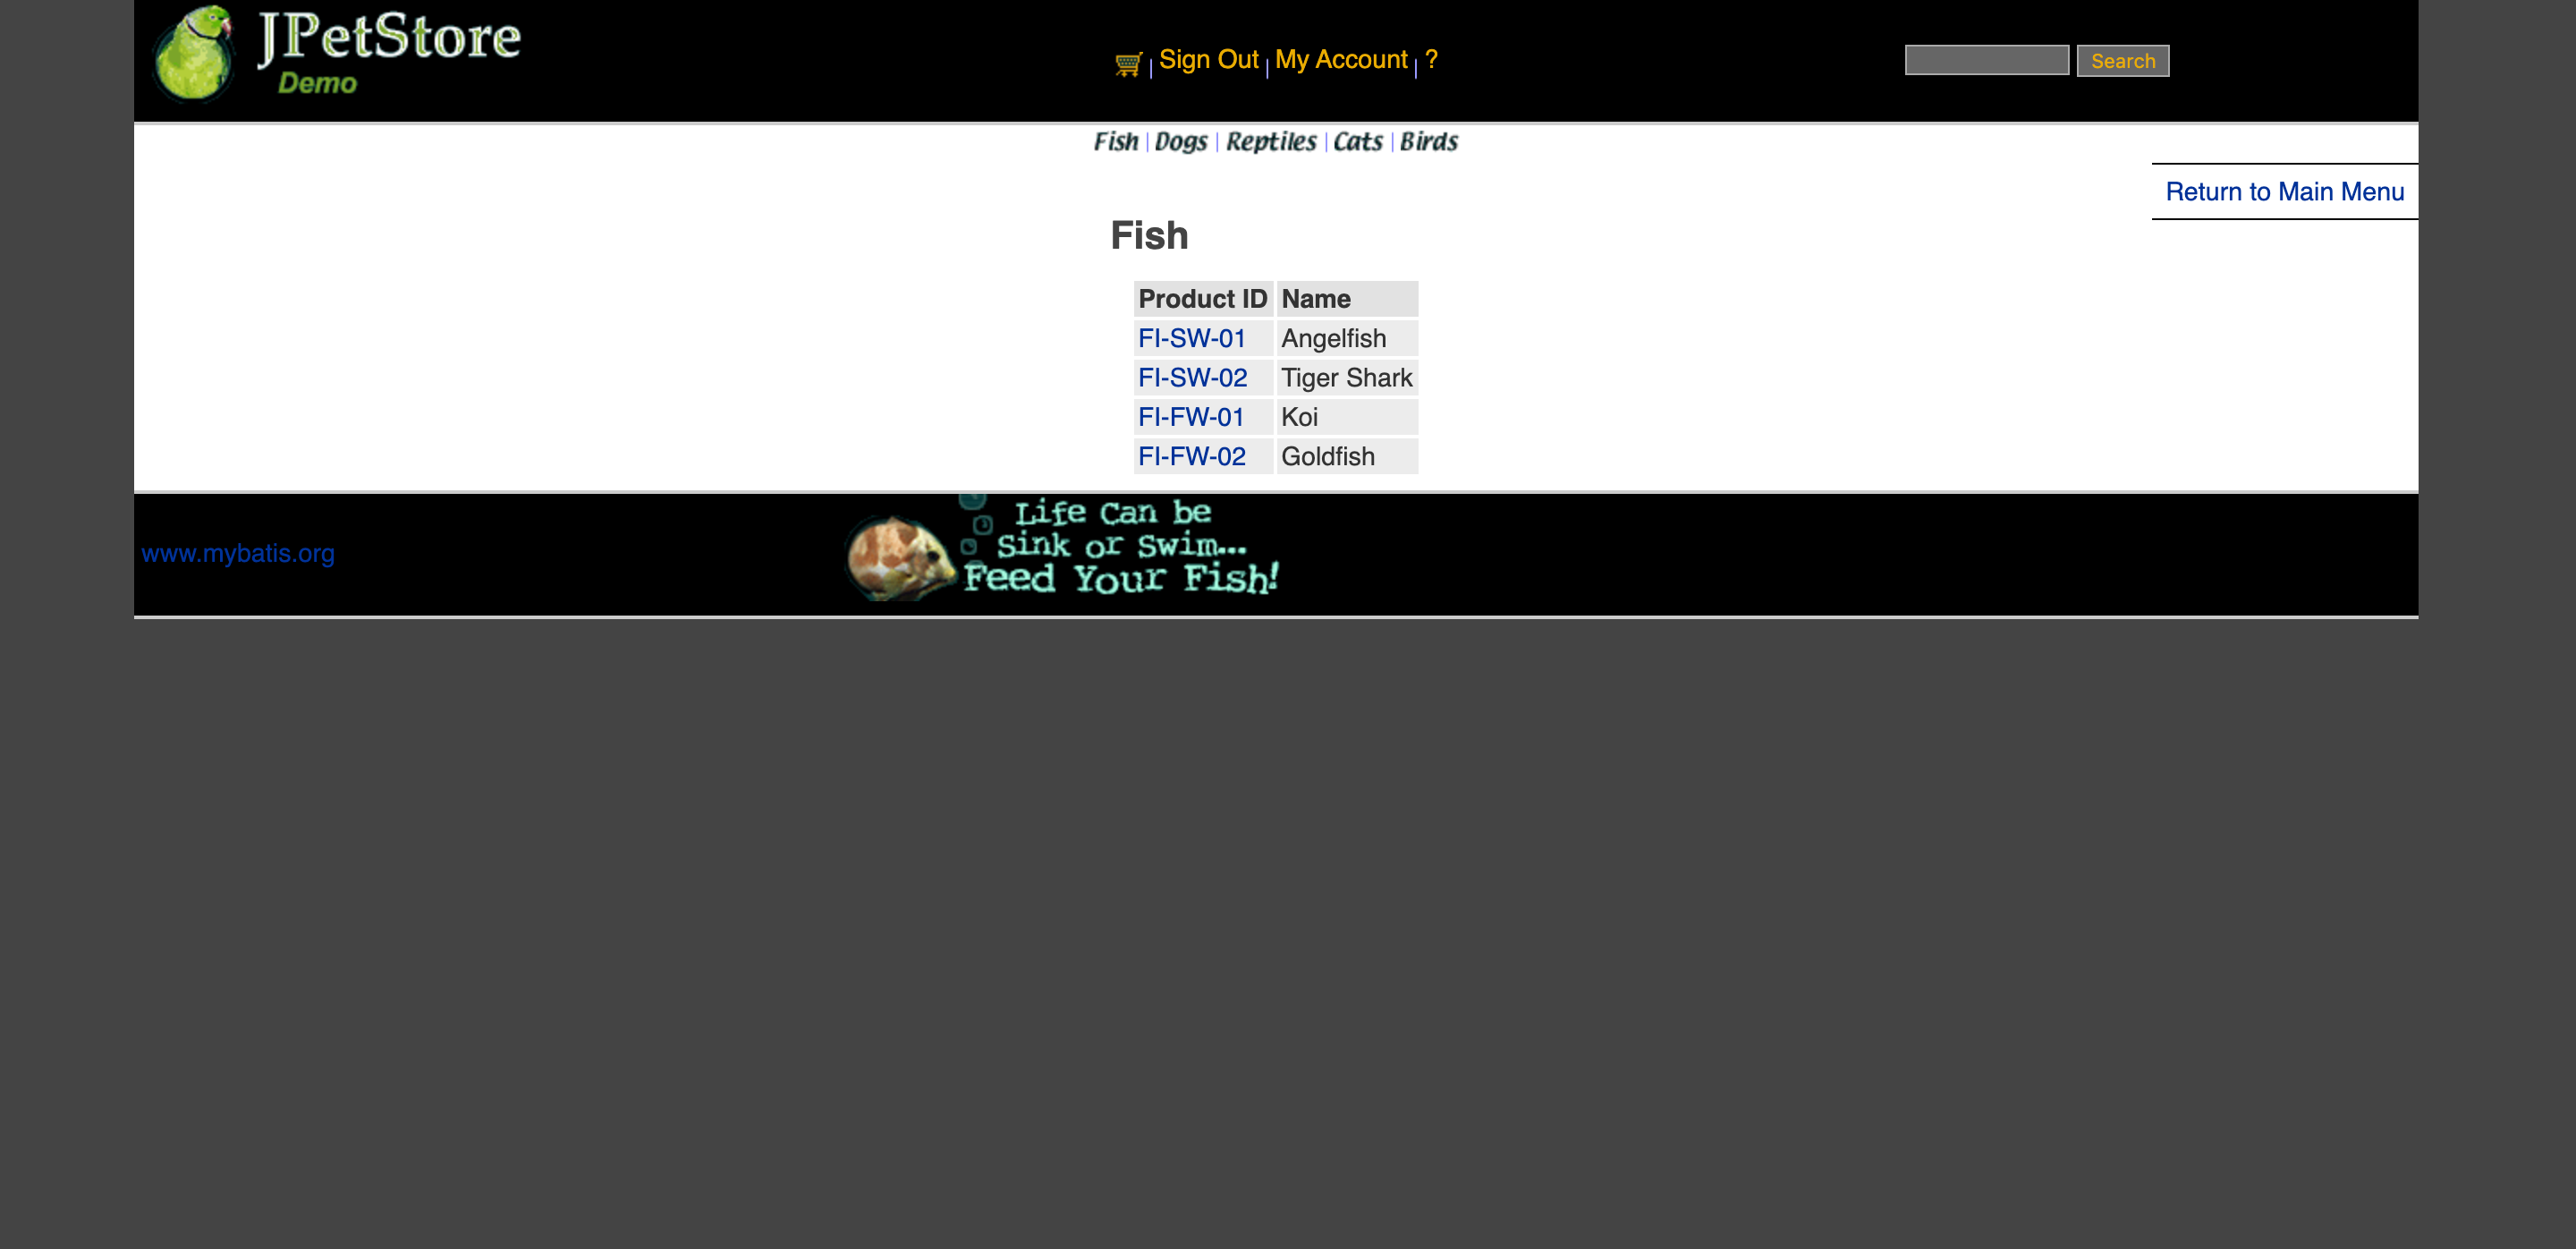 JPetStore
Demo
Sign Out | My Account | ?
Search
Fish | Dogs | Reptiles | Cats | Birds
Return to Main Menu
Fish
Product ID Name
FI-SW-01 Angelfish
FI-SW-02 Tiger Shark
FI-FW-01 Koi
FI-FW-02 Goldfish
www.mybatis.org
Life Can be
Sink or Swim...
Feed Your Fish!